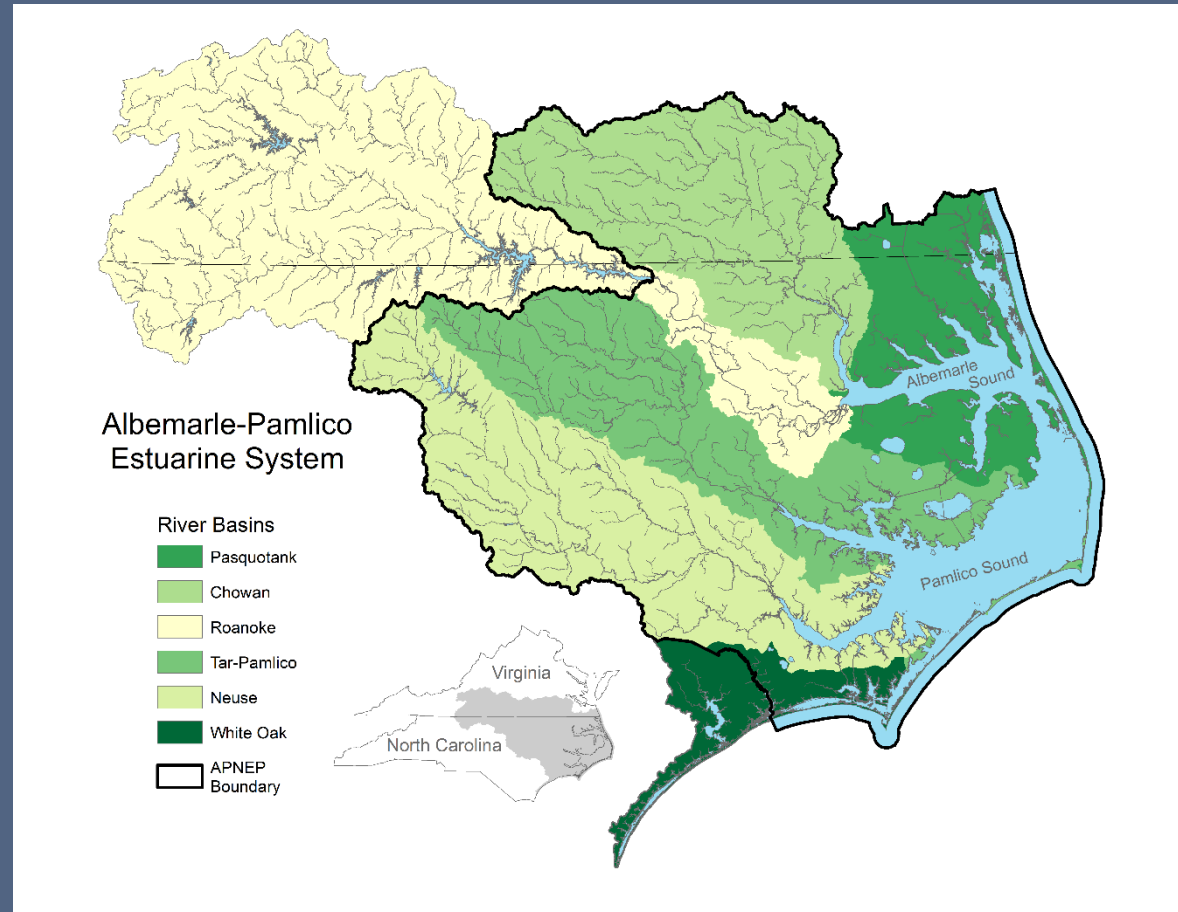 Albemarle
Sound
Albemarle-Pamlico
Estuarine System
Pamlico Sound
River Basins
Pasquotank
Chowan
Roanoke
Tar-Pamlico
Neuse
White Oak
APNEP
Boundary
Virginia
North Carolina